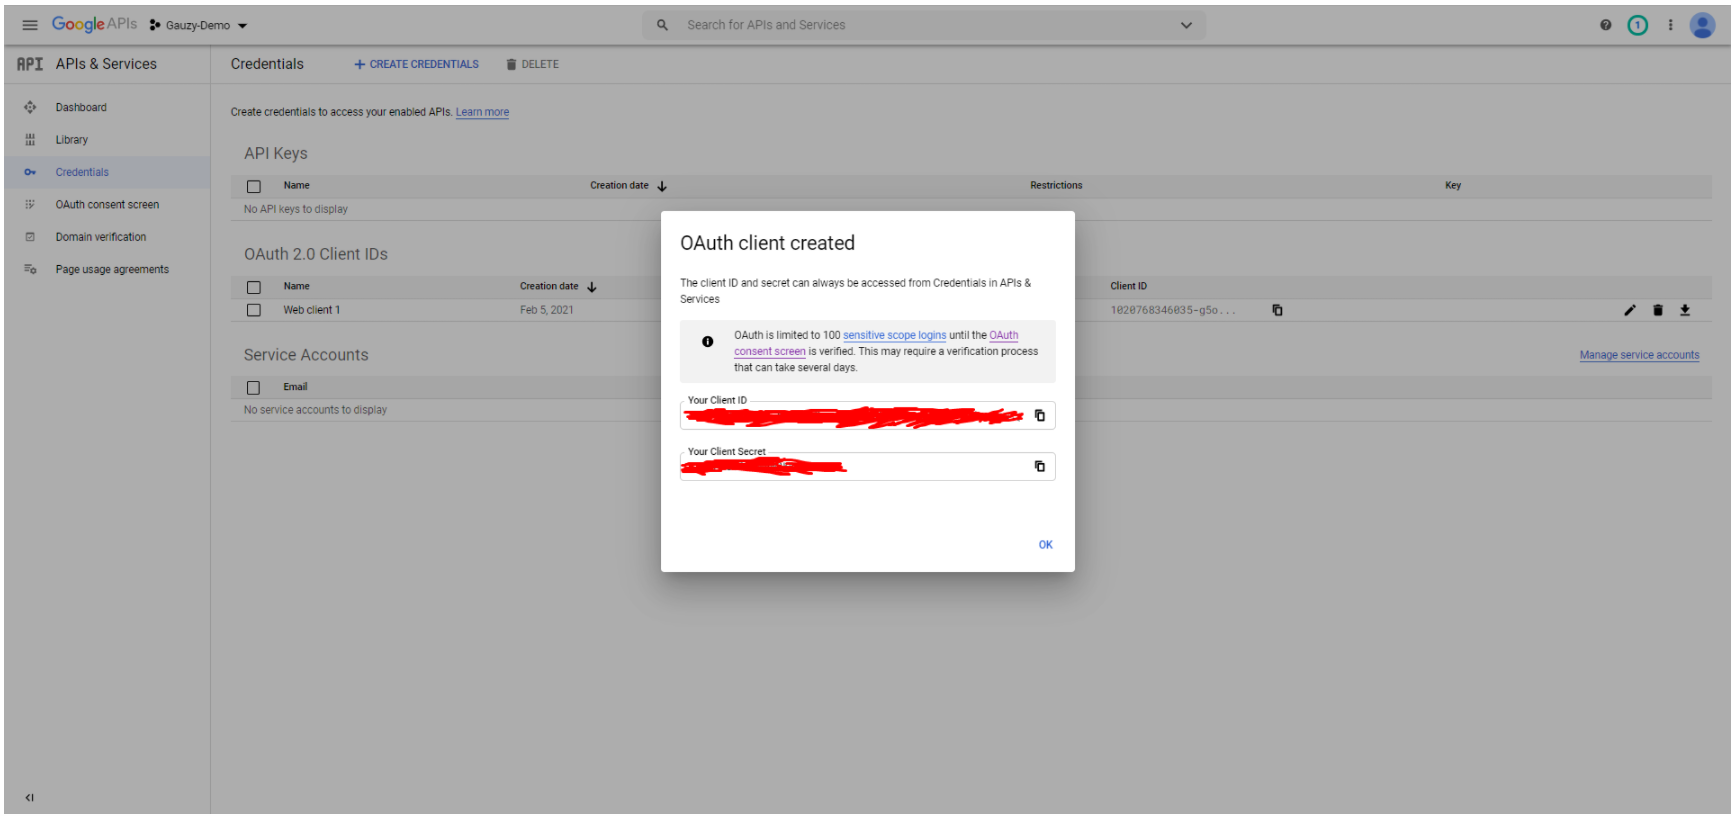 Google APIs Gauzy-Demo Search for APIs and Services 1
API APIs & Services Credentials + CREATE CREDENTIALS DELETE
Dashboard
Library
Credentials
OAuth consent screen
Domain verification
Page usage agreements
Create credentials to access your enabled APIs. Learn more
API Keys
Name Creation date Restrictions Key
No API keys to display
OAuth 2.0 Client IDs
Name Creation date Client ID
Web client 1 Feb 5, 2021 1020768346035-g5o...
Service Accounts Manage service accounts
Email
No service accounts to display
OAuth client created
The client ID and secret can always be accessed from Credentials in APIs &
Services
OAuth is limited to 100 sensitive scope logins until the OAuth
consent screen is verified. This may require a verification process
that can take several days.
Your Client ID
Your Client Secret
OK